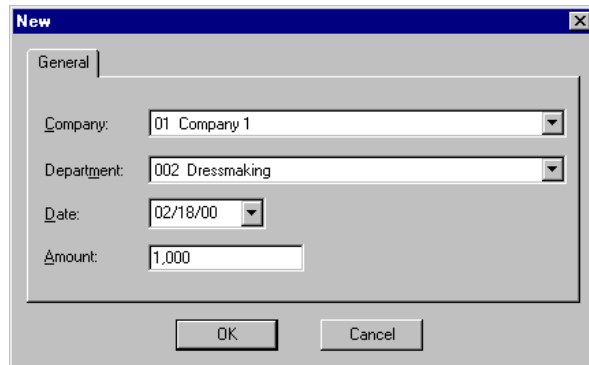 New
General
Company: 01 Company 1
Department: 002 Dressmaking
Date: 02/18/00
Amount: 1,000
OK Cancel